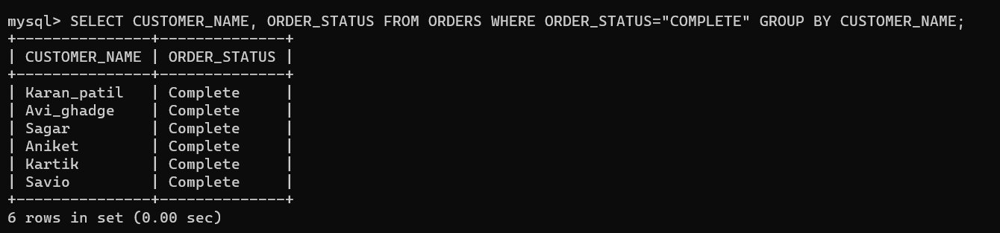 mysql> SELECT CUSTOMER_NAME, ORDER_STATUS FROM ORDERS WHERE ORDER_STATUS="COMPLETE" GROUP BY CUSTOMER_NAME;
+---------------+--------------+
| CUSTOMER_NAME | ORDER_STATUS |
+---------------+--------------+
| Karan_patil   | Complete     |
| Avi_ghadge    | Complete     |
| Sagar         | Complete     |
| Aniket        | Complete     |
| Kartik        | Complete     |
| Savio         | Complete     |
+---------------+--------------+
6 rows in set (0.00 sec)